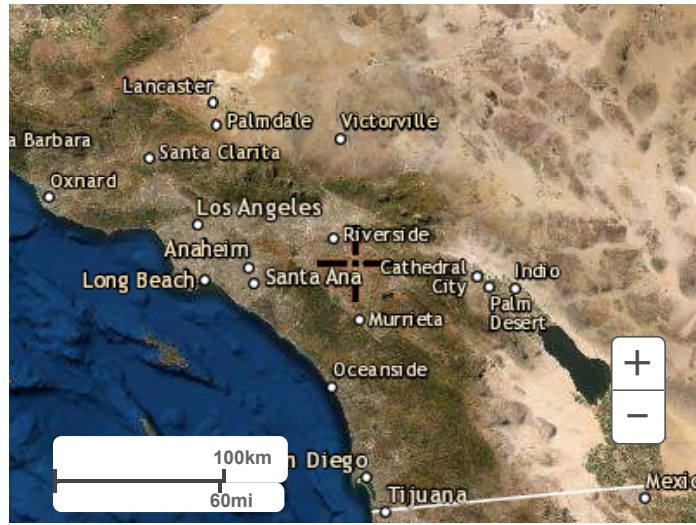 Lancaster
Palmdale
Victorville
a Barbara
Santa Clarita
Oxnard
Los Angeles
Riverside
Anaheim
Cathedral
City
Indio
Long Beach
Santa Ana
Palm
Desert
Murrieta
Oceanside
+
−
100km
n Diego
60mi
Tijuana
Mexic